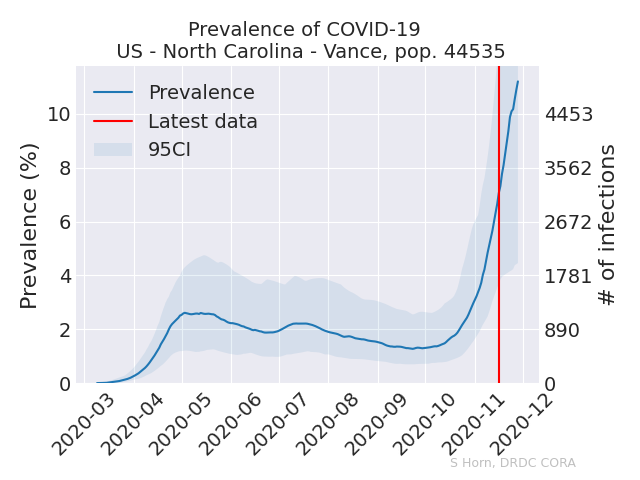 Prevalence of COVID-19
US - North Carolina - Vance, pop. 44535
Prevalence
Latest data
95CI
Prevalence (%)
10
8
6
4
2
0
4453
3562
2672
1781
890
0
# of infections
2020-03
2020-04
2020-05
2020-06
2020-07
2020-08
2020-09
2020-10
2020-11
2020-12
S Horn, DRDC CORA